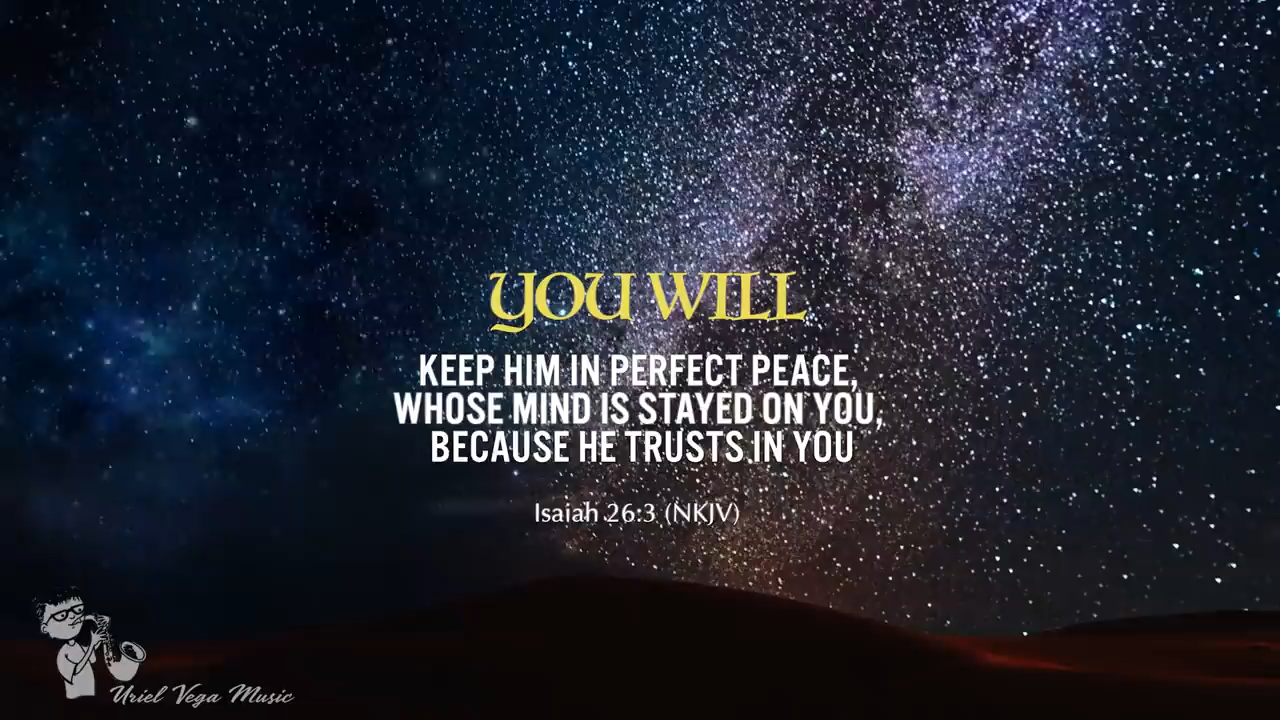 YOU WILL
KEEP HIM IN PERFECT PEACE,
WHOSE MIND IS STAYED ON YOU,
BECAUSE HE TRUSTS IN YOU
Isaiah 26:3 (NKJV)
Uriel Vega Music